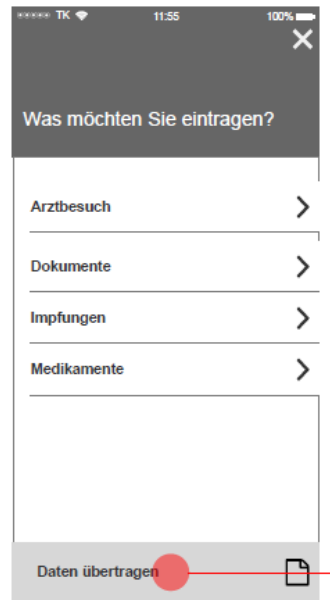 TK 11:55 100%
Was möchten Sie eintragen?
Arztbesuch
Dokumente
Impfungen
Medikamente
Daten übertragen